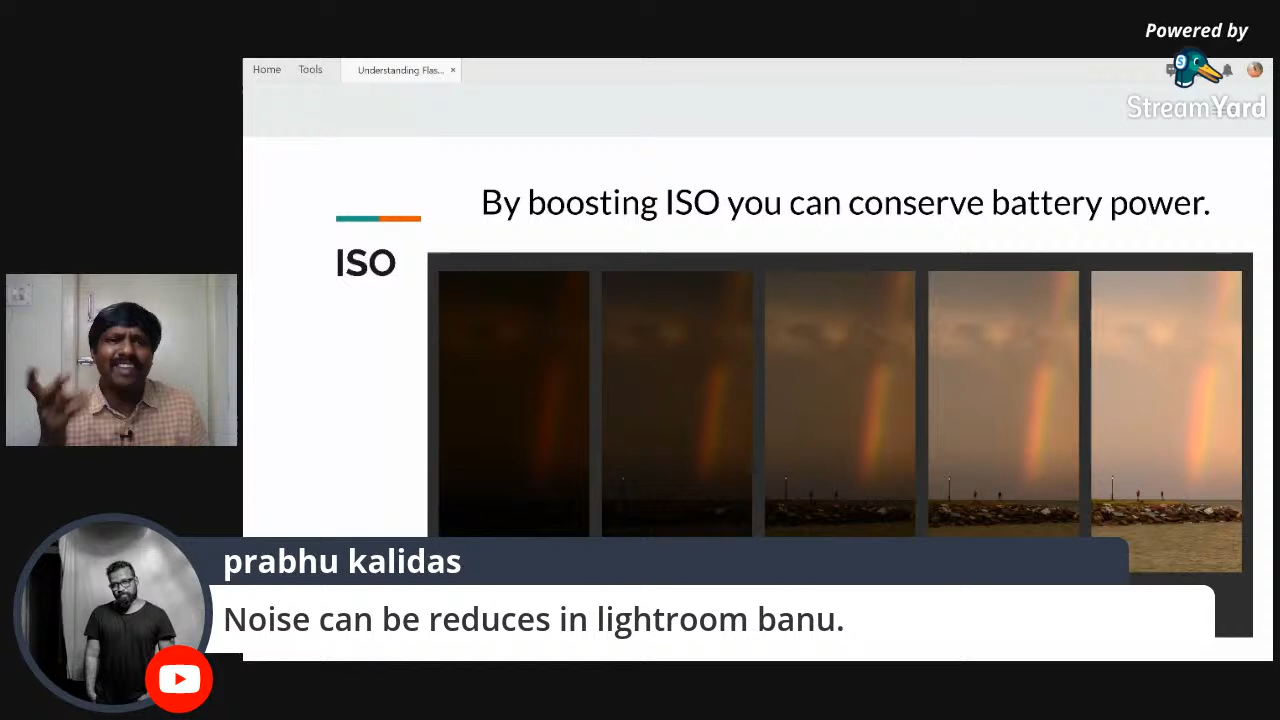 Powered by
StreamYard
Home Tools Understanding Flas... ×
By boosting ISO you can conserve battery power.
ISO
prabhu kalidas
Noise can be reduces in lightroom banu.